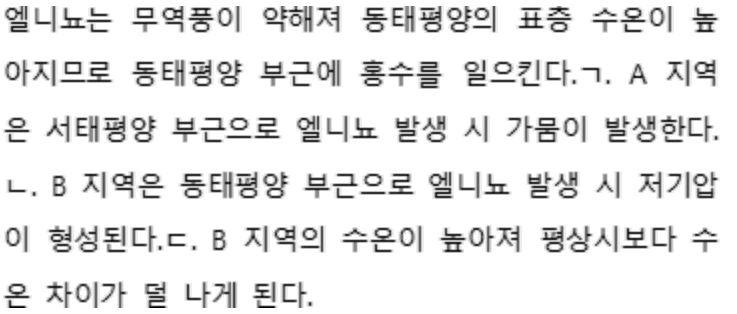 엘니뇨는 무역풍이 약해져 동태평양의 표층 수온이 높
아지므로 동태평양 부근에 홍수를 일으킨다.ㄱ. A 지역
은 서태평양 부근으로 엘니뇨 발생 시 가뭄이 발생한다.
ㄴ. B 지역은 동태평양 부근으로 엘니뇨 발생 시 저기압
이 형성된다.ㄷ. B 지역의 수온이 높아져 평상시보다 수
온 차이가 덜 나게 된다.